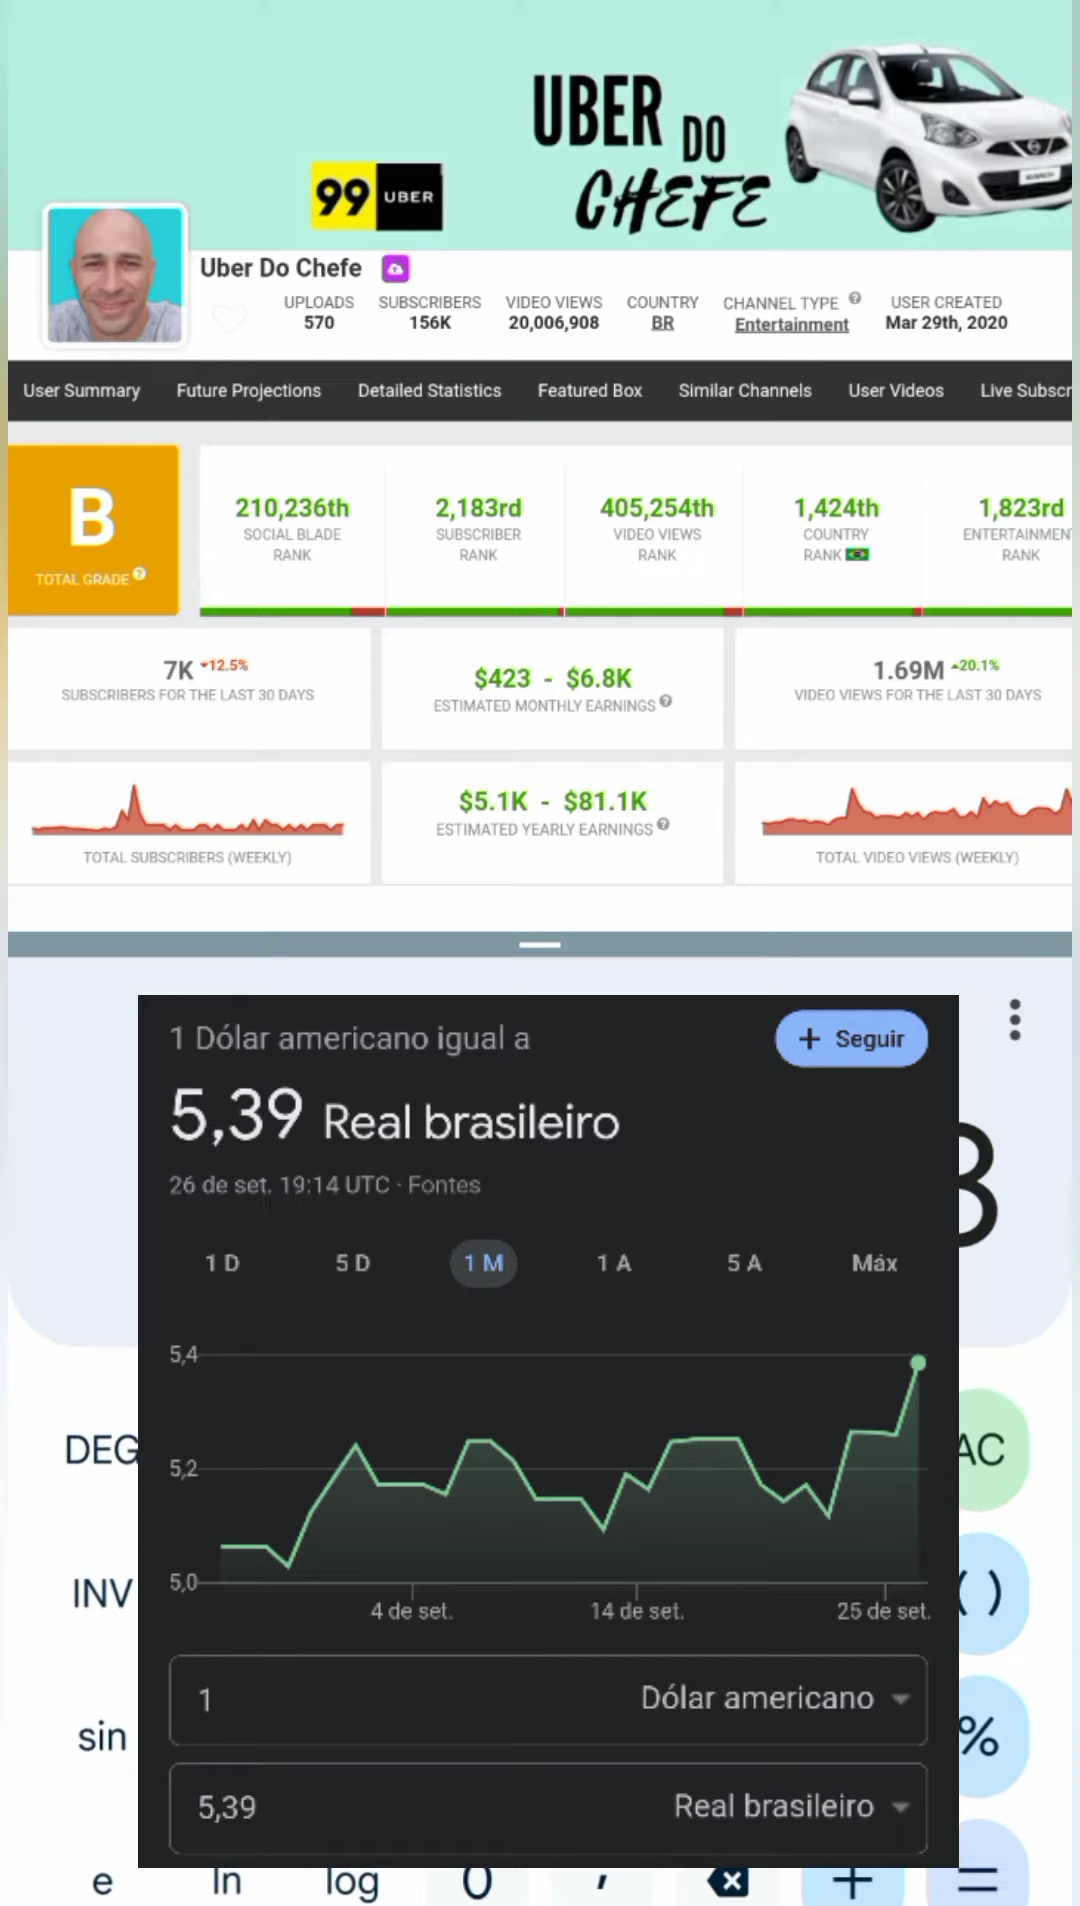 UBER DO
CHEFE
99 UBER
Uber Do Chefe
UPLOADS
570
SUBSCRIBERS
156K
VIDEO VIEWS
20,006,908
COUNTRY
BR
CHANNEL TYPE
Entertainment
USER CREATED
Mar 29th, 2020
User Summary Future Projections Detailed Statistics Featured Box Similar Channels User Videos Live Subscr
B
TOTAL GRADE
210,236th
SOCIAL BLADE
RANK
2,183rd
SUBSCRIBER
RANK
405,254th
VIDEO VIEWS
RANK
1,424th
COUNTRY
RANK
1,823rd
ENTERTAINMENT
RANK
7K -12.5%
SUBSCRIBERS FOR THE LAST 30 DAYS
$423 - $6.8K
ESTIMATED MONTHLY EARNINGS
1.69M 20.1%
VIDEO VIEWS FOR THE LAST 30 DAYS
TOTAL SUBSCRIBERS (WEEKLY)
$5.1K - $81.1K
ESTIMATED YEARLY EARNINGS
TOTAL VIDEO VIEWS (WEEKLY)
1 Dólar americano igual a
+ Seguir
5,39 Real brasileiro
26 de set. 19:14 UTC · Fontes
1 D 5 D 1 M 1 A 5 A Máx
5,4
5,2
5,0
4 de set. 14 de set. 25 de set.
1 Dólar americano
5,39 Real brasileiro
DEG
AC
INV
( )
sin
%
e ln log 0 , + =